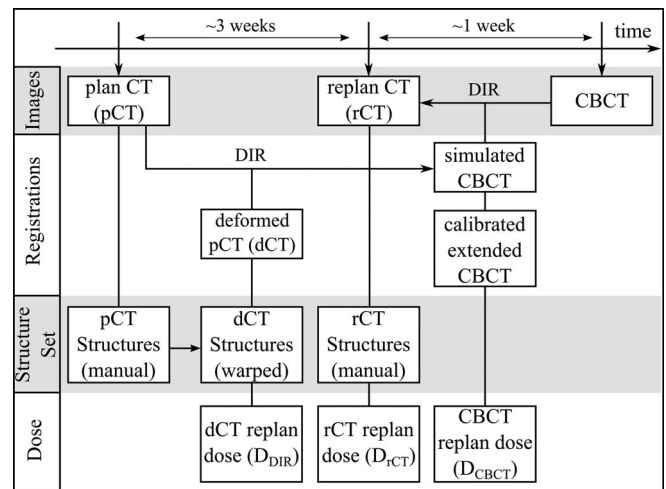 ~3 weeks
~1 week
time
Images
plan CT
(pCT)
replan CT
(rCT)
DIR
CBCT
Registrations
DIR
simulated
CBCT
deformed
pCT (dCT)
calibrated
extended
CBCT
Structure
Set
pCT
Structures
(manual)
dCT
Structures
(warped)
rCT
Structures
(manual)
Dose
dCT replan
dose (D_DIR)
rCT replan
dose (D_rCT)
CBCT
replan dose
(D_CBCT)